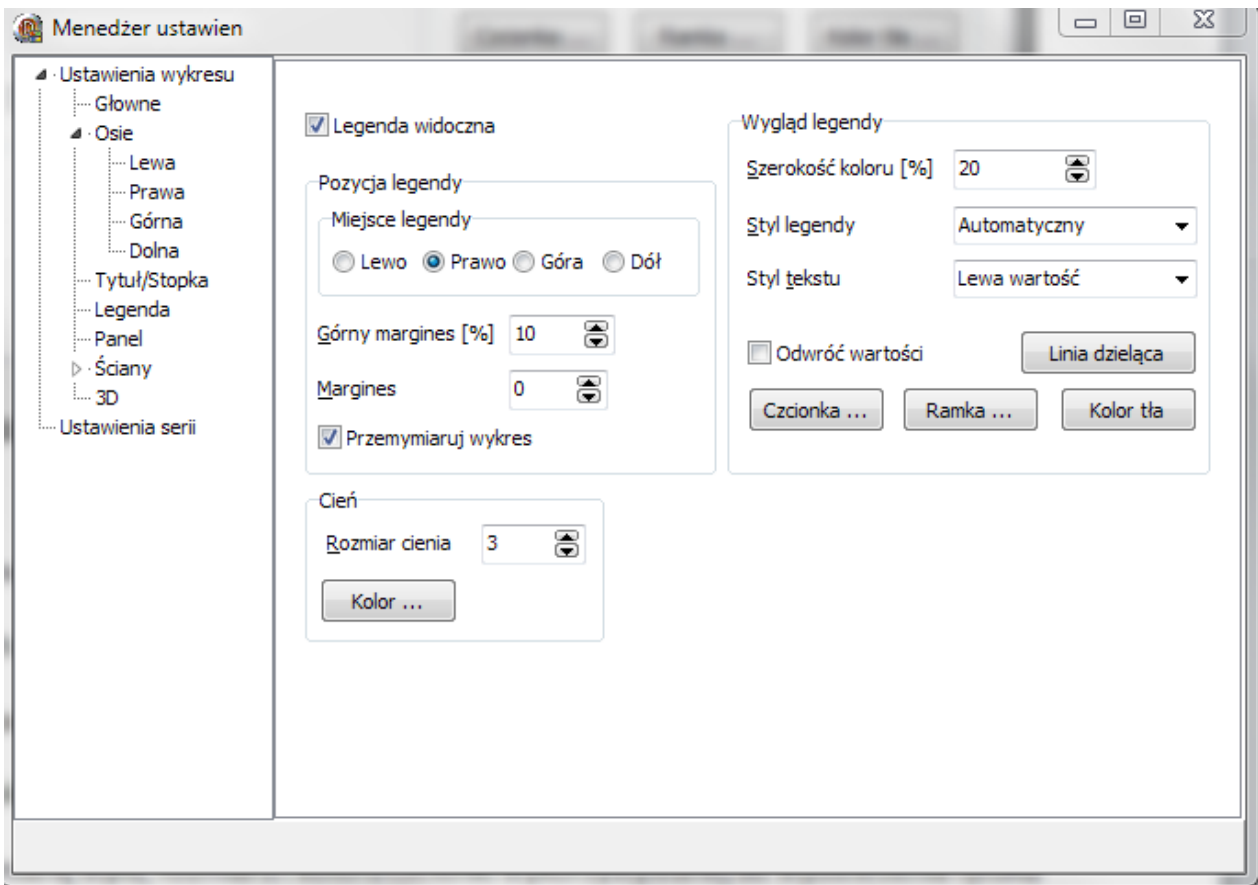 Menedżer ustawien
Ustawienia wykresu
Głowne
Osie
Lewa
Prawa
Górna
Dolna
Tytuł/Stopka
Legenda
Panel
Ściany
3D
Ustawienia serii
Legenda widoczna
Pozycja legendy
Miejsce legendy
Lewo Prawo Góra Dół
Górny margines [%] 10
Margines 0
Przemymiaruj wykres
Cień
Rozmiar cienia 3
Kolor ...
Wygląd legendy
Szerokość koloru [%] 20
Styl legendy Automatyczny
Styl tekstu Lewa wartość
Odwróć wartości Linia dzieląca
Czcionka ... Ramka ... Kolor tła